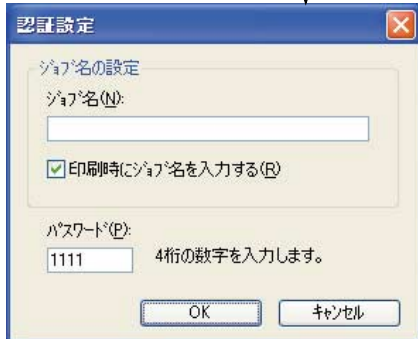 認証設定
ｼﾞｮﾌﾞ名の設定
ｼﾞｮﾌﾞ名(N):
印刷時にｼﾞｮﾌﾞ名を入力する(R)
ﾊﾟｽﾜｰﾄﾞ(P):
1111 4桁の数字を入力します。
OK ｷｬﾝｾﾙ